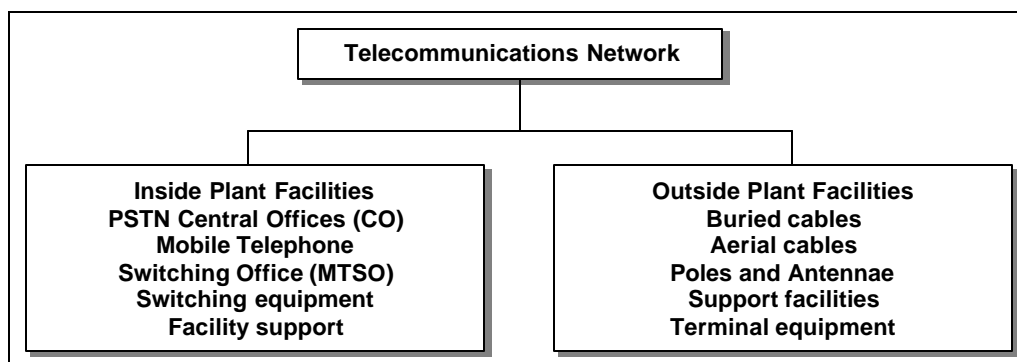 Telecommunications Network
Inside Plant Facilities
PSTN Central Offices (CO)
Mobile Telephone
Switching Office (MTSO)
Switching equipment
Facility support
Outside Plant Facilities
Buried cables
Aerial cables
Poles and Antennae
Support facilities
Terminal equipment